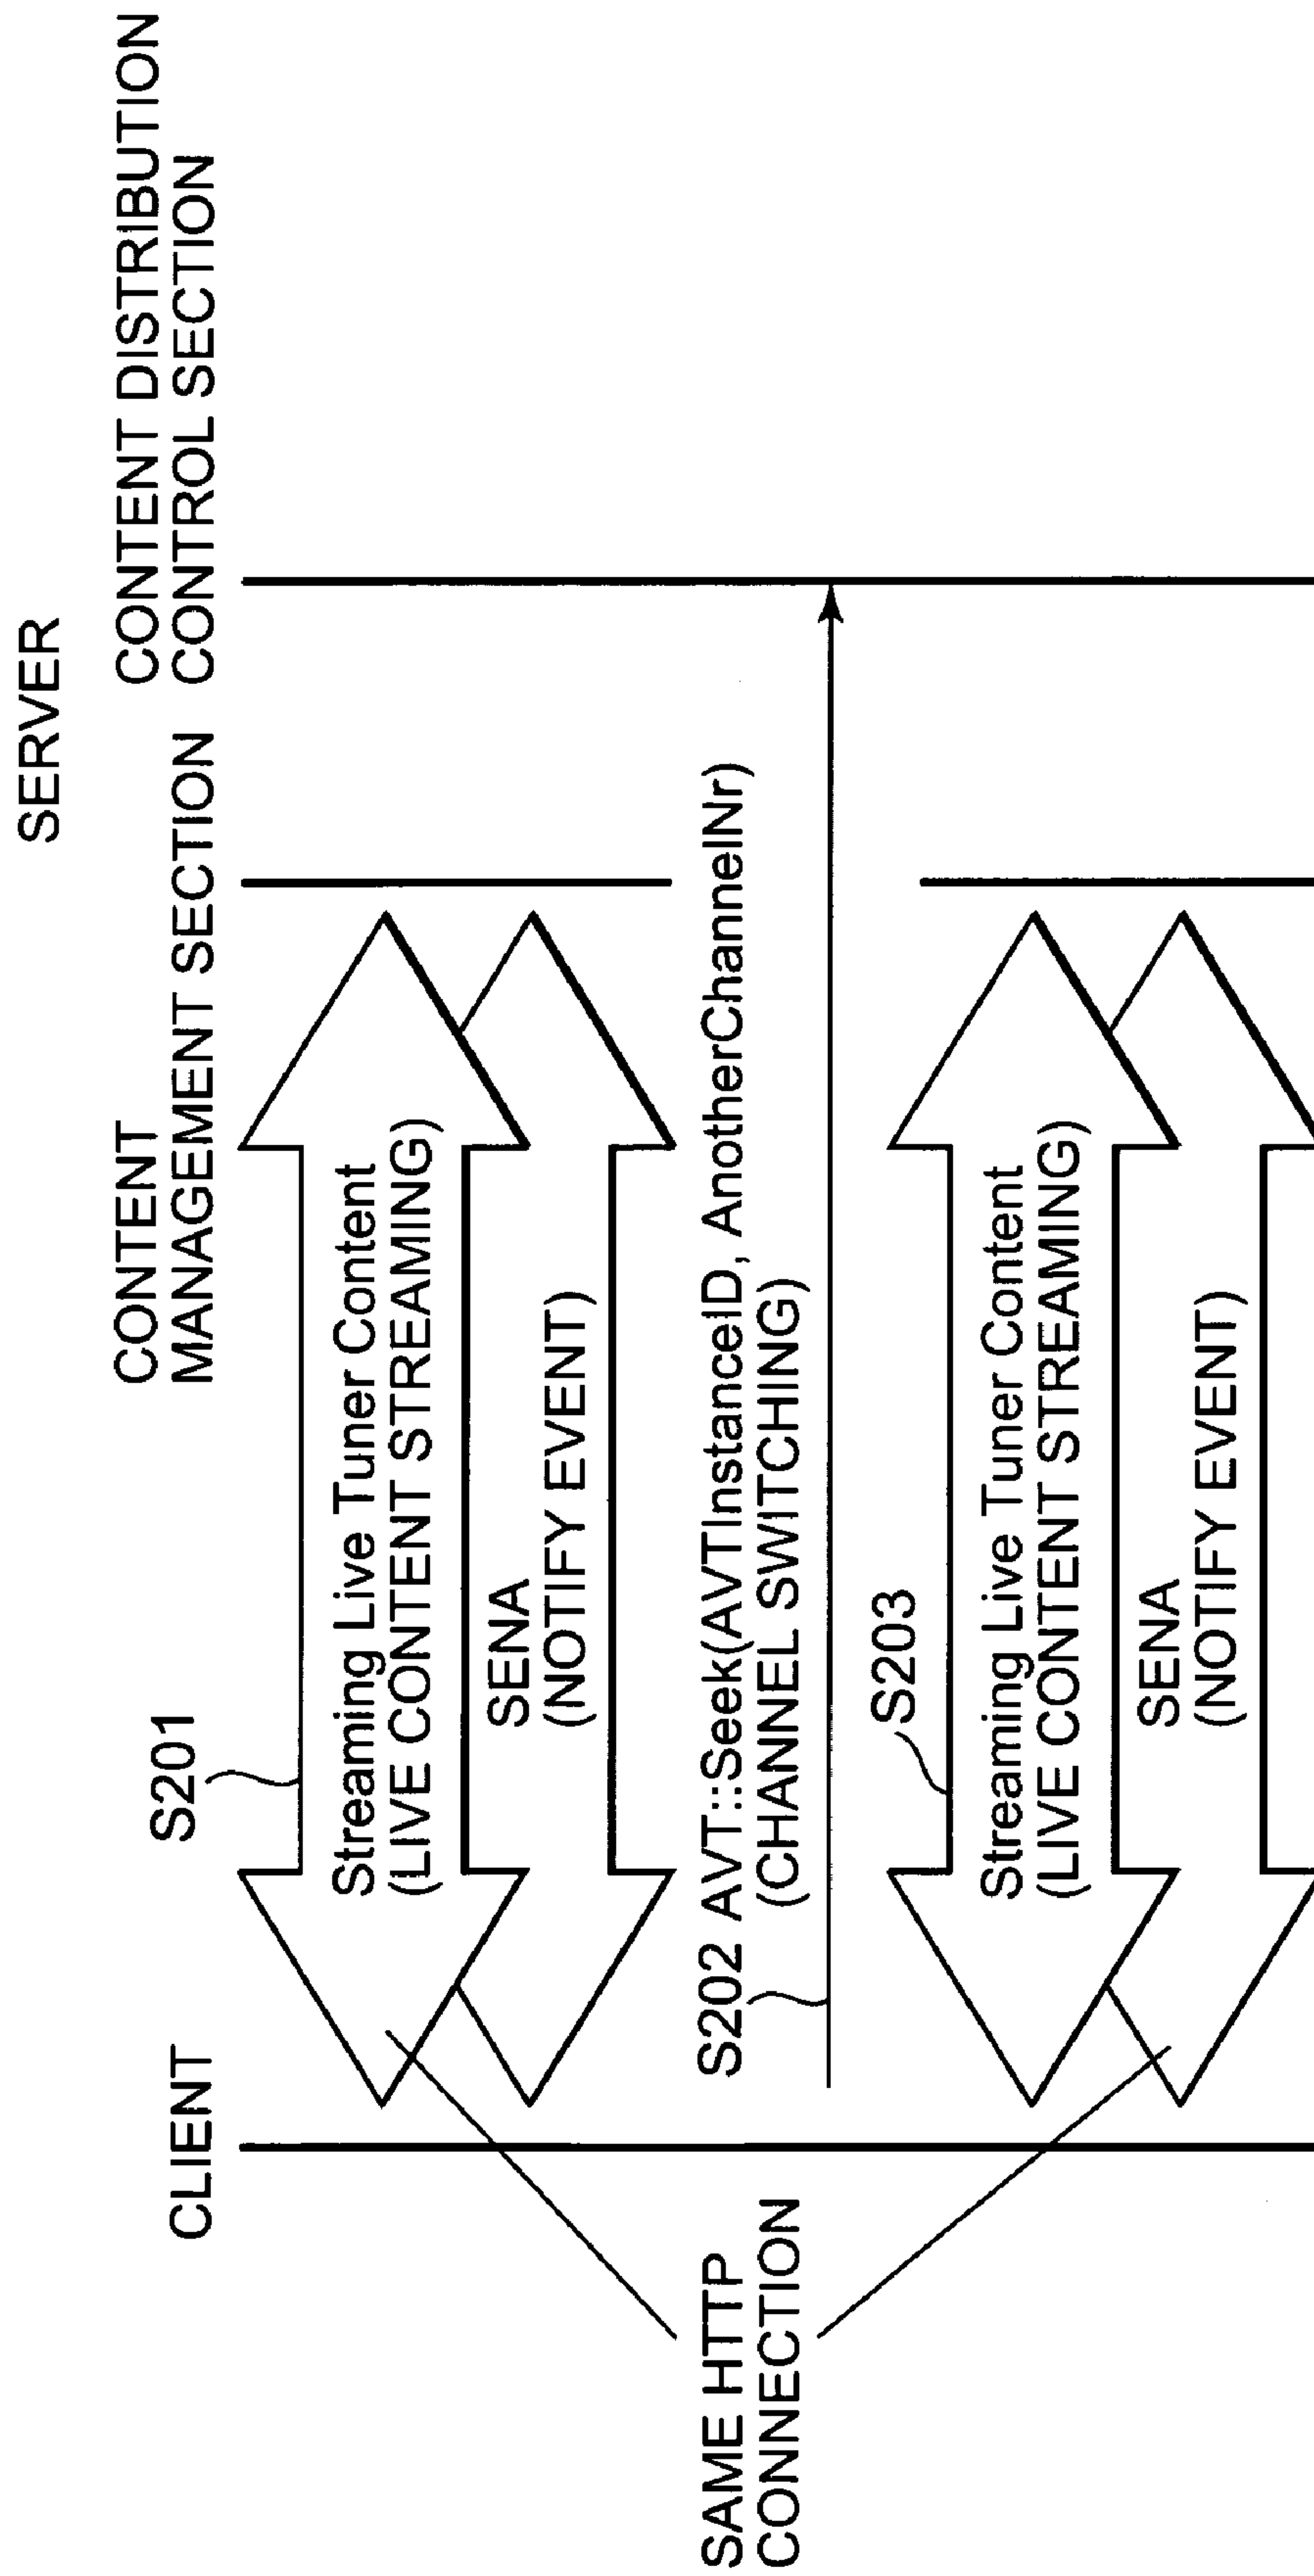 SERVER
CLIENT
CONTENT
MANAGEMENT SECTION
CONTENT DISTRIBUTION
CONTROL SECTION
S201
Streaming Live Tuner Content
(LIVE CONTENT STREAMING)
SENA
(NOTIFY EVENT)
SAME HTTP
CONNECTION
S202 AVT::Seek(AVTInstanceID, AnotherChannelNr)
(CHANNEL SWITCHING)
S203
Streaming Live Tuner Content
(LIVE CONTENT STREAMING)
SENA
(NOTIFY EVENT)